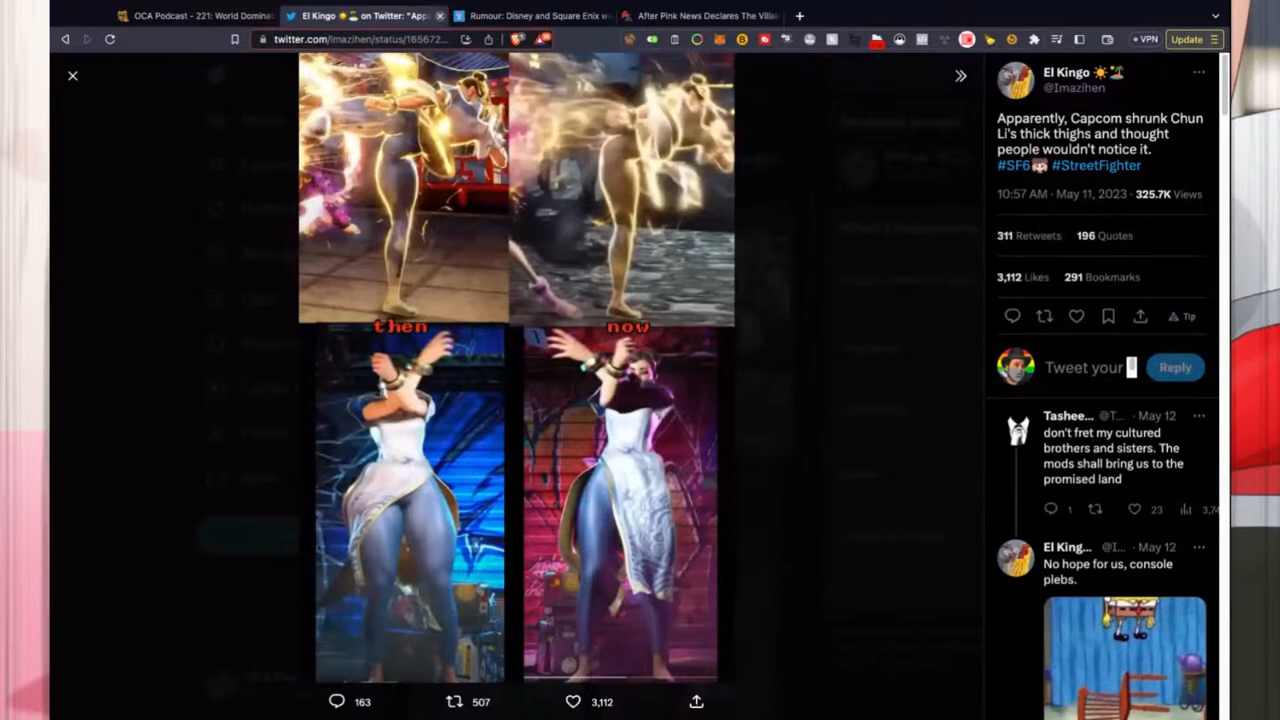 OCA Podcast - 221: World Dominat
El Kingo on Twitter: "Appa
Rumour: Disney and Square Enix wo
After Pink News Declares The Villai
twitter.com/Imazihen/status/165672...
VPN
Update
El Kingo
@Imazihen
Apparently, Capcom shrunk Chun
Li's thick thighs and thought
people wouldn't notice it.
#SF6 #StreetFighter
10:57 AM · May 11, 2023 · 325.7K Views
311 Retweets 196 Quotes
3,112 Likes 291 Bookmarks
Tip
Tweet your
Reply
Tashee... @T... · May 12
don't fret my cultured
brothers and sisters. The
mods shall bring us to the
promised land
1
23
3,74
El King... @I... · May 12
No hope for us, console
plebs.
then
now
163
507
3,112